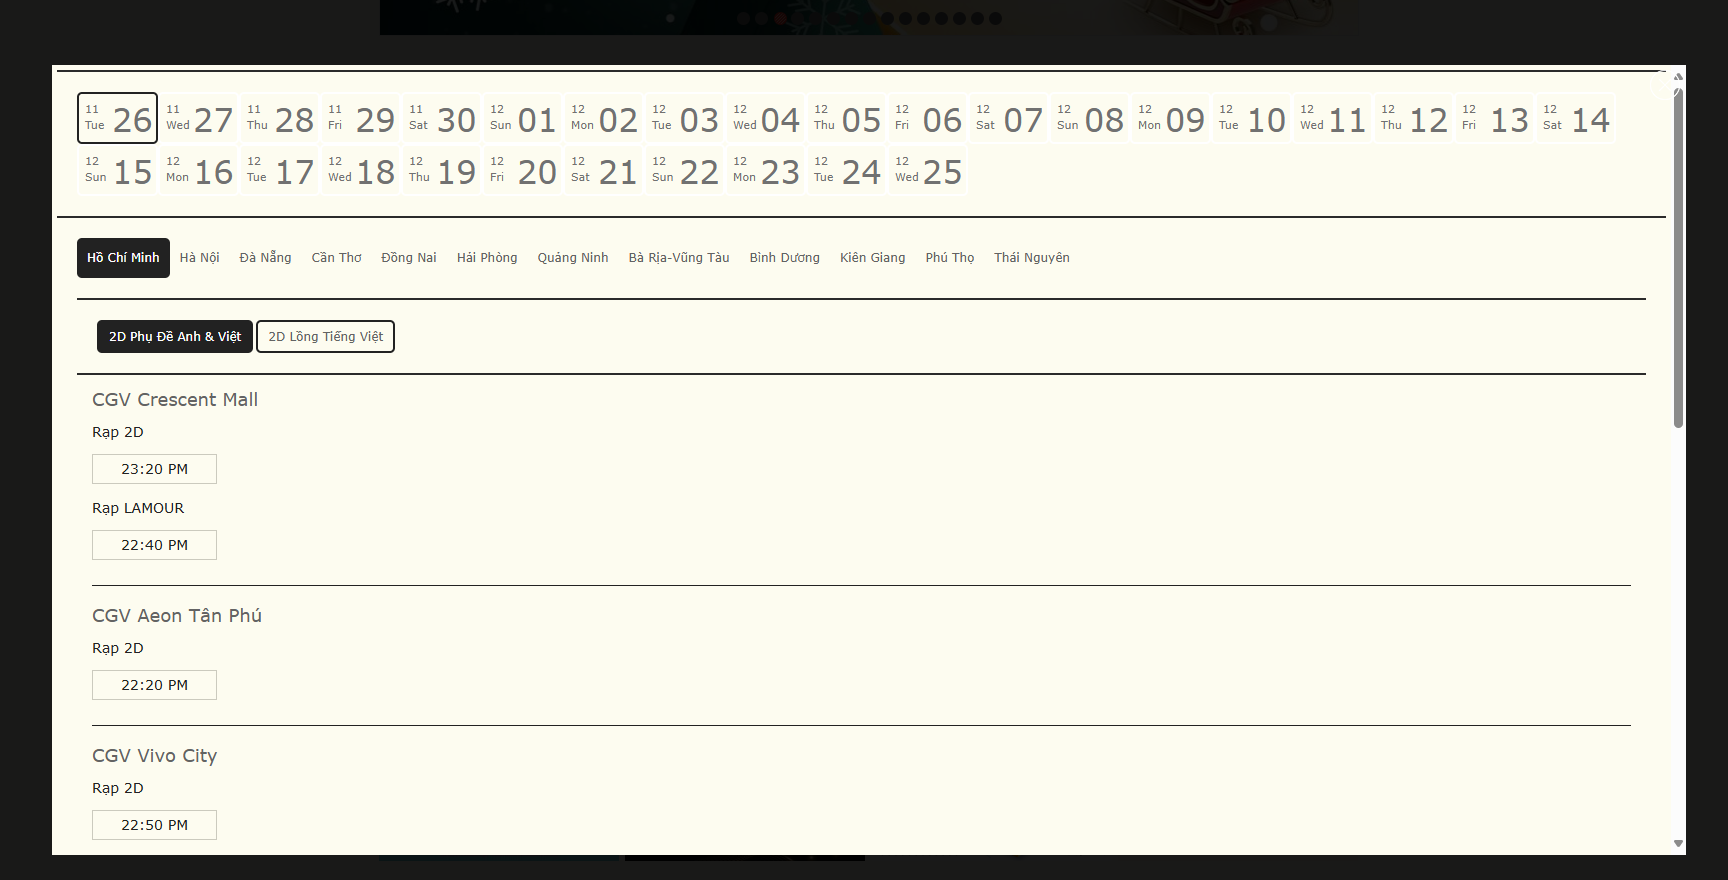 11 Tue 26 11 Wed 27 11 Thu 28 11 Fri 29 11 Sat 30 12 Sun 01 12 Mon 02 12 Tue 03 12 Wed 04 12 Thu 05 12 Fri 06 12 Sat 07 12 Sun 08 12 Mon 09 12 Tue 10 12 Wed 11 12 Thu 12 12 Fri 13 12 Sat 14
12 Sun 15 12 Mon 16 12 Tue 17 12 Wed 18 12 Thu 19 12 Fri 20 12 Sat 21 12 Sun 22 12 Mon 23 12 Tue 24 12 Wed 25
Hồ Chí Minh Hà Nội Đà Nẵng Cần Thơ Đồng Nai Hải Phòng Quảng Ninh Bà Rịa-Vũng Tàu Bình Dương Kiên Giang Phú Thọ Thái Nguyên
2D Phụ Đề Anh & Việt 2D Lồng Tiếng Việt
CGV Crescent Mall
Rạp 2D
23:20 PM
Rạp LAMOUR
22:40 PM
CGV Aeon Tân Phú
Rạp 2D
22:20 PM
CGV Vivo City
Rạp 2D
22:50 PM